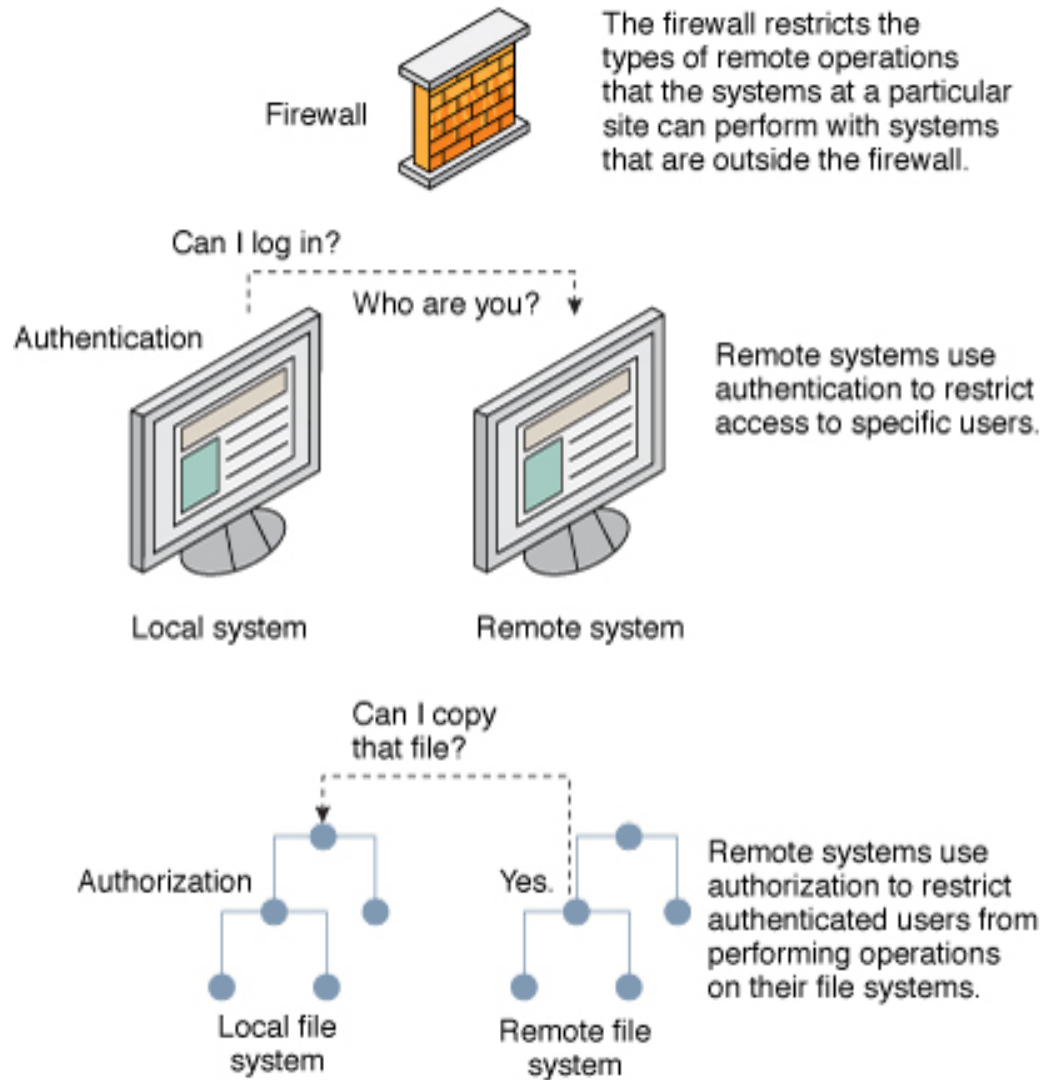 Firewall
The firewall restricts the
types of remote operations
that the systems at a particular
site can perform with systems
that are outside the firewall.
Can I log in?
Who are you?
Authentication
Remote systems use
authentication to restrict
access to specific users.
Local system
Remote system
Can I copy
that file?
Authorization
Yes.
Remote systems use
authorization to restrict
authenticated users from
performing operations
on their file systems.
Local file
system
Remote file
system